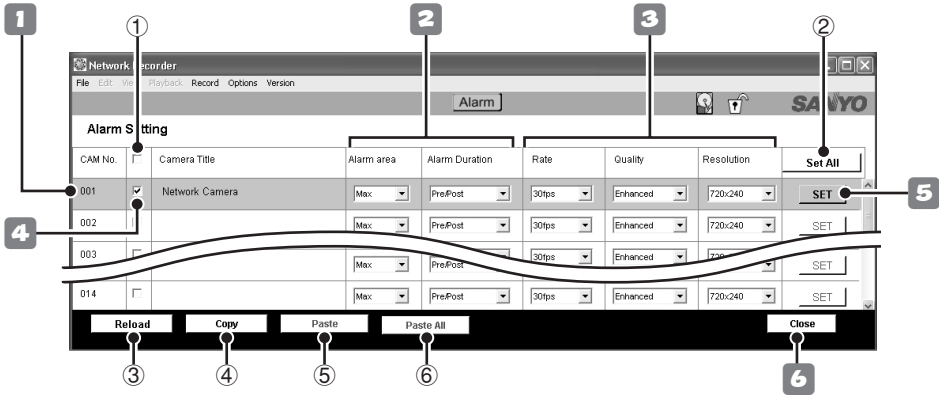 1 ① 2 3 ②
Network Recorder
File Edit View Playback Record Options Version
Alarm SANYO
Alarm Setting
CAM No. Camera Title Alarm area Alarm Duration Rate Quality Resolution Set All
001 Network Camera Max Pre/Post 30fps Enhanced 720x240 SET 5
4
002 Max Pre/Post 30fps Enhanced 720x240 SET
003 Max Pre/Post 30fps Enhanced SET
014 Max Pre/Post 30fps Enhanced 720x240 SET
Reload Copy Paste Paste All Close
③ ④ ⑤ ⑥ 6